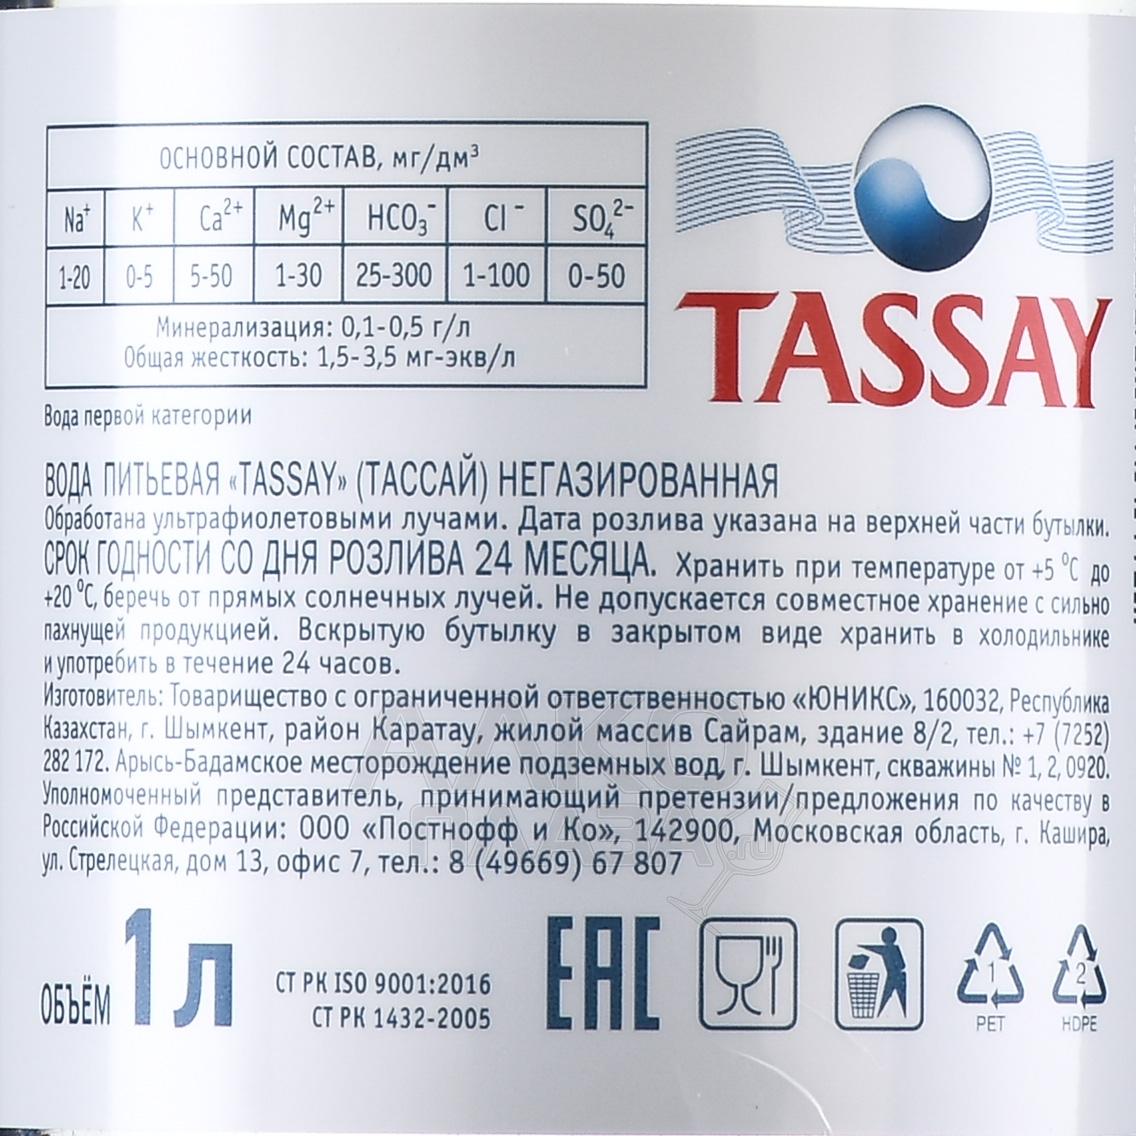 ОСНОВНОЙ СОСТАВ, мг/дм³
Na⁺ K⁺ Ca²⁺ Mg²⁺ HCO₃⁻ Cl⁻ SO₄²⁻
1-20 0-5 5-50 1-30 25-300 1-100 0-50
Минерализация: 0,1-0,5 г/л
Общая жесткость: 1,5-3,5 мг-экв/л
TASSAY
Вода первой категории
ВОДА ПИТЬЕВАЯ «TASSAY» (ТАССАЙ) НЕГАЗИРОВАННАЯ
Обработана ультрафиолетовыми лучами. Дата розлива указана на верхней части бутылки.
СРОК ГОДНОСТИ СО ДНЯ РОЗЛИВА 24 МЕСЯЦА. Хранить при температуре от +5 °С до
+20 °С, беречь от прямых солнечных лучей. Не допускается совместное хранение с сильно
пахнущей продукцией. Вскрытую бутылку в закрытом виде хранить в холодильнике
и употребить в течение 24 часов.
Изготовитель: Товарищество с ограниченной ответственностью «ЮНИКС», 160032, Республика
Казахстан, г. Шымкент, район Каратау, жилой массив Сайрам, здание 8/2, тел.: +7 (7252)
282 172. Арысь-Бадамское месторождение подземных вод, г. Шымкент, скважины № 1, 2, 0920.
Уполномоченный представитель, принимающий претензии/предложения по качеству в
Российской Федерации: ООО «Постнофф и Ко», 142900, Московская область, г. Кашира,
ул. Стрелецкая, дом 13, офис 7, тел.: 8 (49669) 67 807
АЛКО
ПЛАЗА.ru
ОБЪЁМ 1 л
СТ РК ISO 9001:2016
СТ РК 1432-2005
EAC
1
PET
2
HDPE